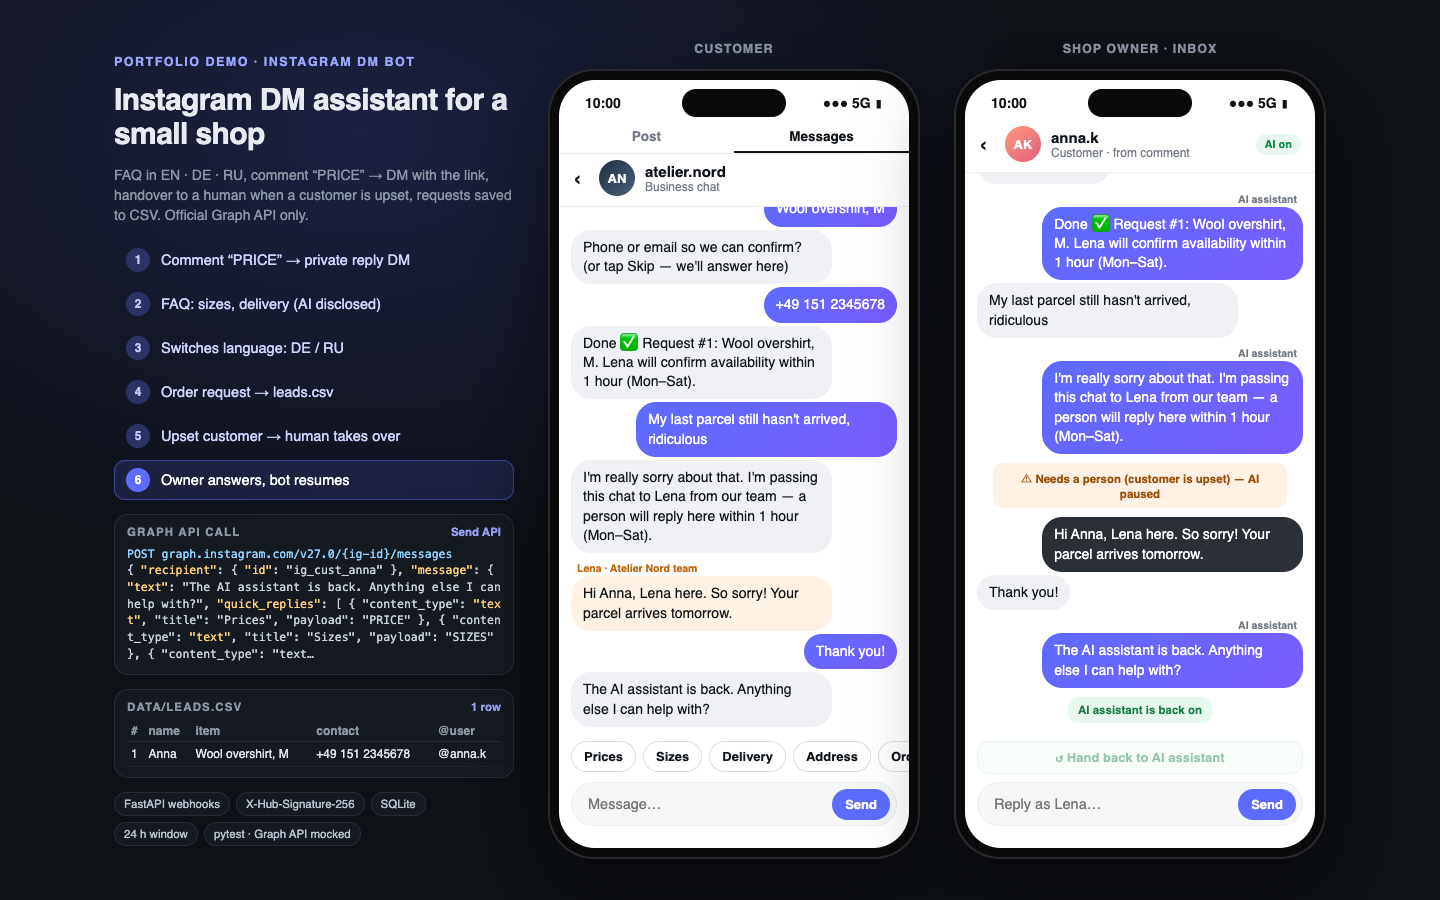 PORTFOLIO DEMO · INSTAGRAM DM BOT
Instagram DM assistant for a
small shop
FAQ in EN · DE · RU, comment “PRICE” → DM with the link,
handover to a human when a customer is upset, requests saved
to CSV. Official Graph API only.
1 Comment “PRICE” → private reply DM
2 FAQ: sizes, delivery (AI disclosed)
3 Switches language: DE / RU
4 Order request → leads.csv
5 Upset customer → human takes over
6 Owner answers, bot resumes
GRAPH API CALL Send API
POST graph.instagram.com/v27.0/{ig-id}/messages
{ "recipient": { "id": "ig_cust_anna" }, "message": {
"text": "The AI assistant is back. Anything else I can
help with?", "quick_replies": [ { "content_type": "tex
t", "title": "Prices", "payload": "PRICE" }, { "conten
t_type": "text", "title": "Sizes", "payload": "SIZES"
}, { "content_type": "text…
DATA/LEADS.CSV 1 row
# name item contact @user
1 Anna Wool overshirt, M +49 151 2345678 @anna.k
FastAPI webhooks X-Hub-Signature-256 SQLite
24 h window pytest · Graph API mocked
CUSTOMER
10:00 5G
Post Messages
‹ AN atelier.nord
Business chat
Wool overshirt, M
Phone or email so we can confirm?
(or tap Skip — we'll answer here)
+49 151 2345678
Done ✅ Request #1: Wool overshirt,
M. Lena will confirm availability within
1 hour (Mon–Sat).
My last parcel still hasn't arrived,
ridiculous
I'm really sorry about that. I'm passing
this chat to Lena from our team — a
person will reply here within 1 hour
(Mon–Sat).
Lena · Atelier Nord team
Hi Anna, Lena here. So sorry! Your
parcel arrives tomorrow.
Thank you!
The AI assistant is back. Anything
else I can help with?
Prices Sizes Delivery Address Orc
Message… Send
SHOP OWNER · INBOX
10:00 5G
‹ AK anna.k AI on
Customer · from comment
AI assistant
Done ✅ Request #1: Wool overshirt,
M. Lena will confirm availability within
1 hour (Mon–Sat).
My last parcel still hasn't arrived,
ridiculous
AI assistant
I'm really sorry about that. I'm passing
this chat to Lena from our team — a
person will reply here within 1 hour
(Mon–Sat).
⚠ Needs a person (customer is upset) — AI
paused
Hi Anna, Lena here. So sorry! Your
parcel arrives tomorrow.
Thank you!
AI assistant
The AI assistant is back. Anything
else I can help with?
AI assistant is back on
↺ Hand back to AI assistant
Reply as Lena… Send